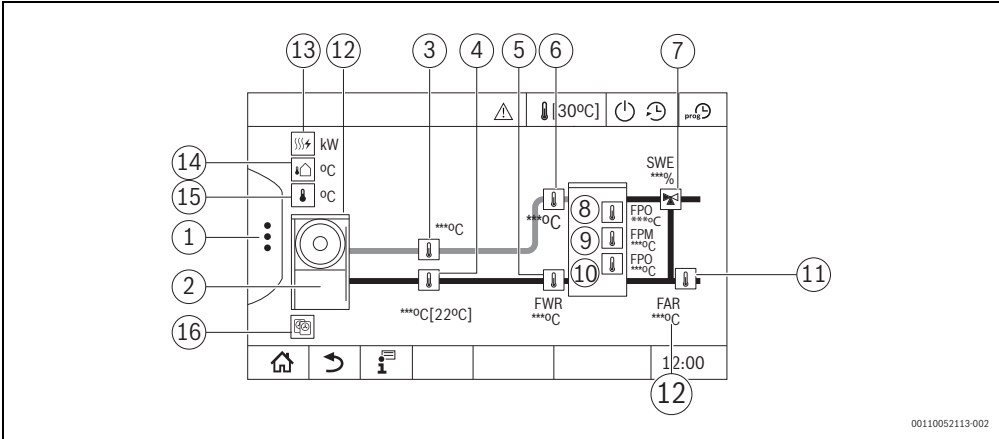 13 12 3 4 5 6 7
[30ºC] prog
kW
14 ºC
15 ºC
SWE
***%
***ºC
***ºC
8 FPO
***ºC
9 FPM
***ºC
10 FPO
***ºC
1
2
11
***ºC[22ºC]
FWR
***ºC
FAR
***ºC
16
12:00
12
00110052113-002